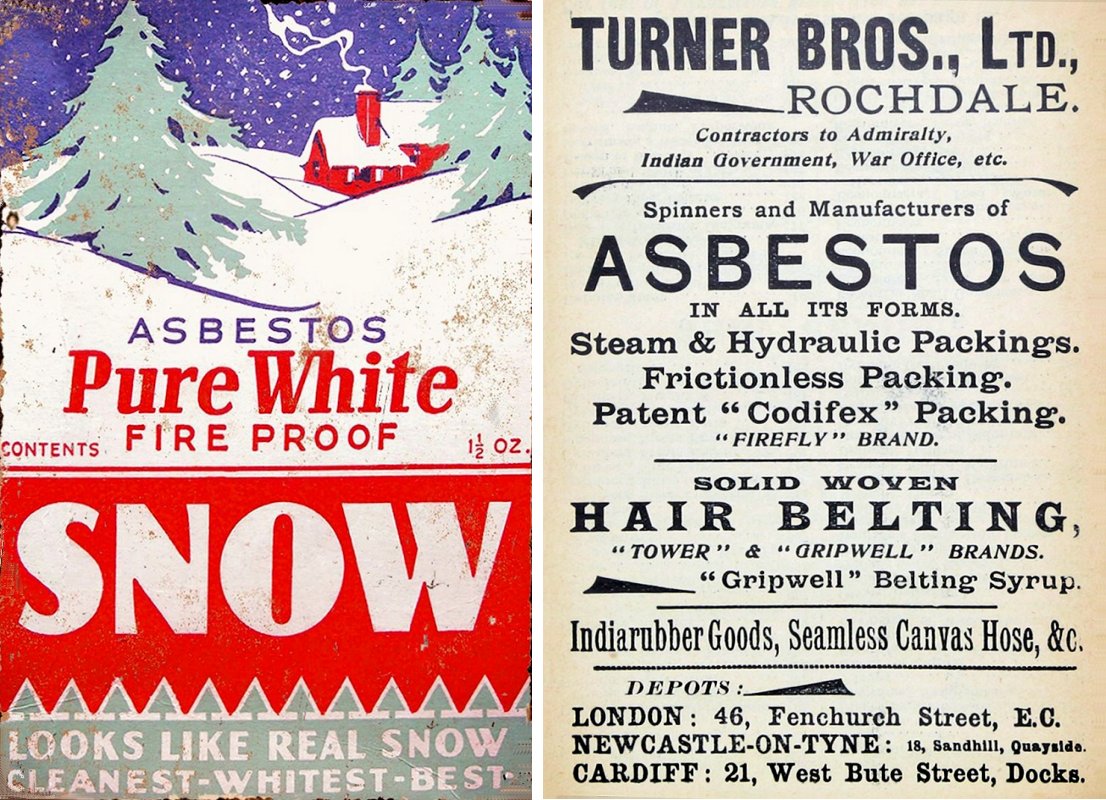 ASBESTOS
Pure White
FIRE PROOF
CONTENTS
1½ OZ.
SNOW
LOOKS LIKE REAL SNOW
CLEANEST-WHITEST-BEST·
TURNER BROS., LTD.,
ROCHDALE.
Contractors to Admiralty,
Indian Government, War Office, etc.
Spinners and Manufacturers of
ASBESTOS
IN ALL ITS FORMS.
Steam & Hydraulic Packings.
Frictionless Packing.
Patent “Codifex” Packing.
“FIREFLY” BRAND.
SOLID WOVEN
HAIR BELTING,
“TOWER” & “GRIPWELL” BRANDS.
“Gripwell” Belting Syrup.
Indiarubber Goods, Seamless Canvas Hose, &c.
DEPOTS:
LONDON: 46, Fenchurch Street, E.C.
NEWCASTLE-ON-TYNE: 18, Sandhill, Quayside.
CARDIFF: 21, West Bute Street, Docks.